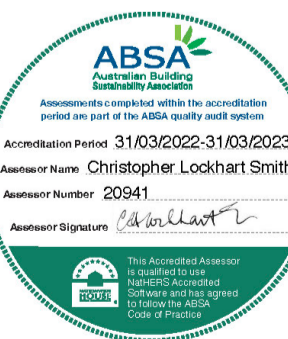 ABSA
Australian Building
Sustainability Association
Assessments completed within the accreditation
period are part of the ABSA quality audit system
Accreditation Period 31/03/2022-31/03/2023
Assessor Name Christopher Lockhart Smith
Assessor Number 20941
Assessor Signature
This Accredited Assessor
is qualified to use
NatHERS Accredited
Software and has agreed
to follow the ABSA
Code of Practice
HOUSE